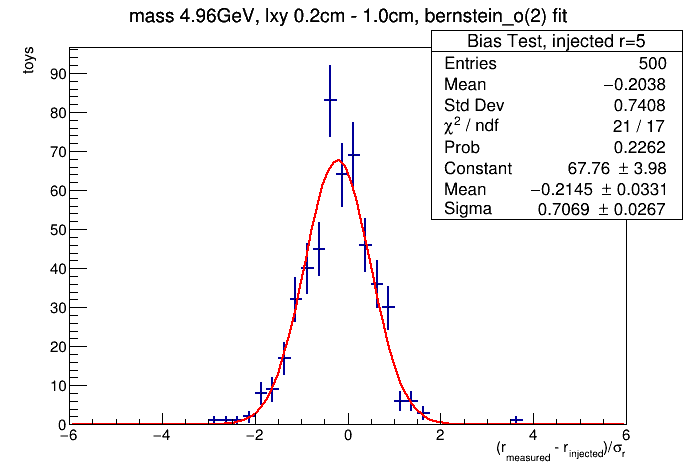 mass 4.96GeV, lxy 0.2cm - 1.0cm, bernstein_o(2) fit
Bias Test, injected r=5
Entries 500
Mean −0.2038
Std Dev 0.7408
χ² / ndf 21 / 17
Prob 0.2262
Constant 67.76 ± 3.98
Mean −0.2145 ± 0.0331
Sigma 0.7069 ± 0.0267
toys
90
80
70
60
50
40
30
20
10
0
−6 −4 −2 0 2 4 6
(r_measured - r_injected)/σ_r